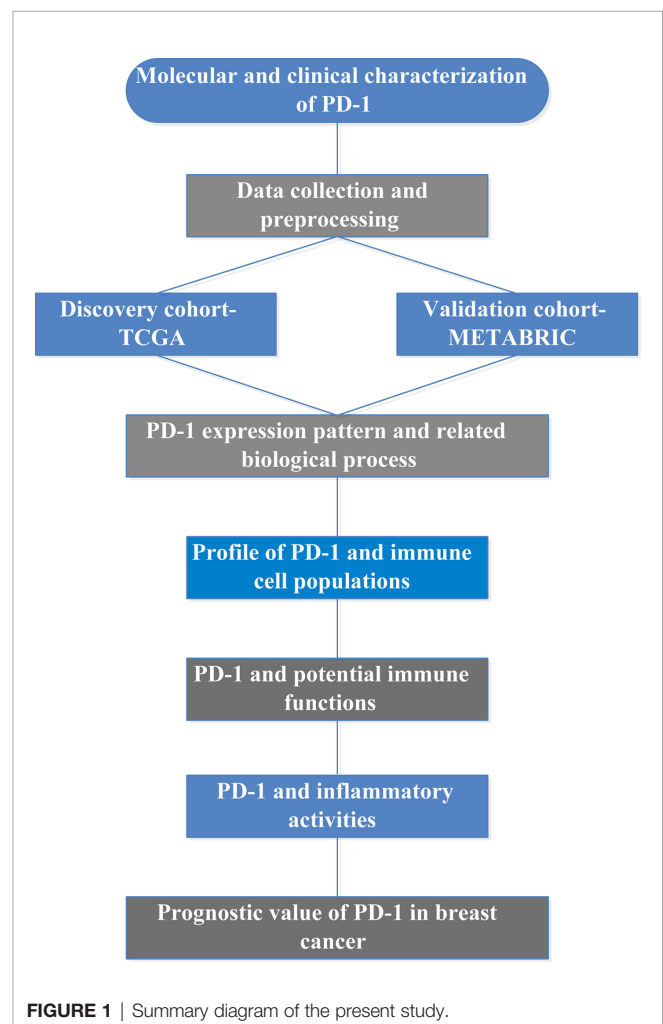 Molecular and clinical characterization
of PD-1
Data collection and
preprocessing
Discovery cohort-
TCGA
Validation cohort-
METABRIC
PD-1 expression pattern and related
biological process
Profile of PD-1 and immune
cell populations
PD-1 and potential immune
functions
PD-1 and inflammatory
activities
Prognostic value of PD-1 in breast
cancer
FIGURE 1 | Summary diagram of the present study.